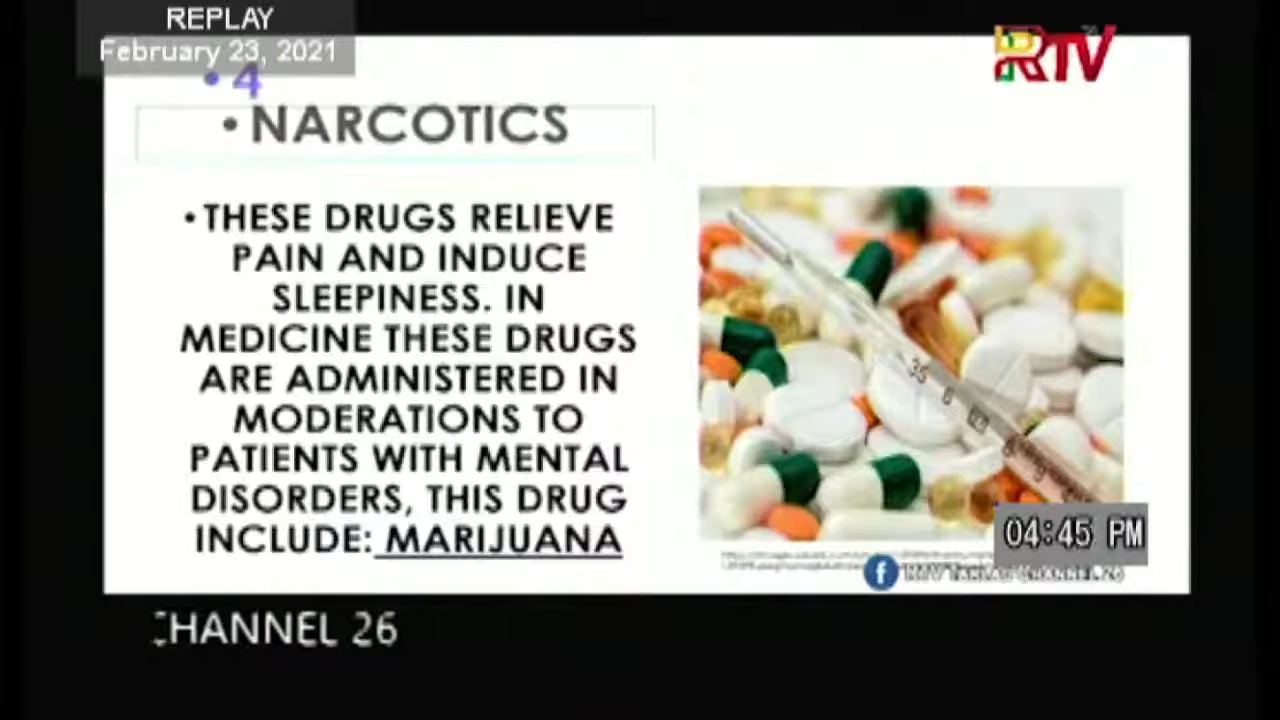 REPLAY
February 23, 2021
RTV
• 4
• NARCOTICS
• THESE DRUGS RELIEVE
PAIN AND INDUCE
SLEEPINESS. IN
MEDICINE THESE DRUGS
ARE ADMINISTERED IN
MODERATIONS TO
PATIENTS WITH MENTAL
DISORDERS, THIS DRUG
INCLUDE: MARIJUANA
35
04:45 PM
CHANNEL 26